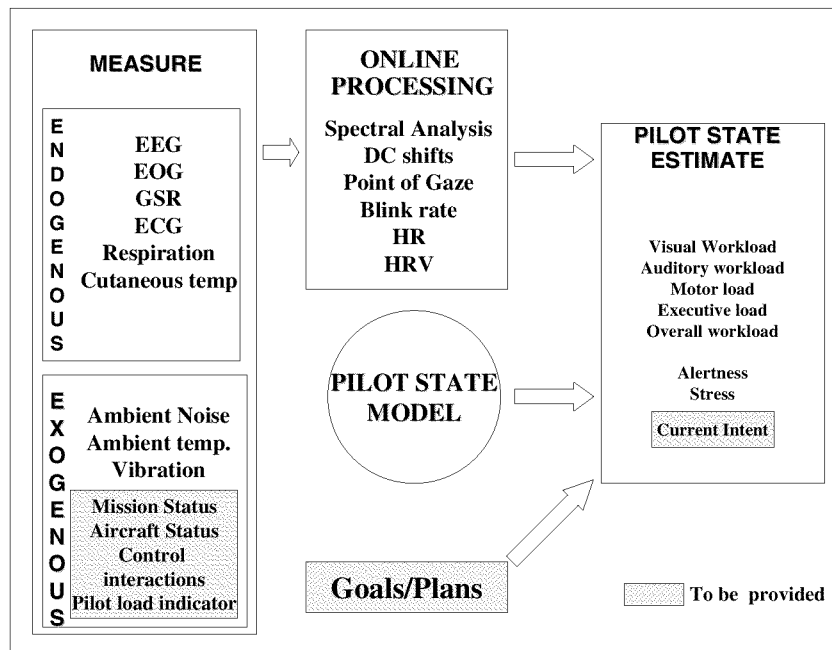 MEASURE
ENDOGENOUS
EEG
EOG
GSR
ECG
Respiration
Cutaneous temp
EXOGENOUS
Ambient Noise
Ambient temp.
Vibration
Mission Status
Aircraft Status
Control
interactions
Pilot load indicator
ONLINE
PROCESSING
Spectral Analysis
DC shifts
Point of Gaze
Blink rate
HR
HRV
PILOT STATE
MODEL
Goals/Plans
PILOT STATE
ESTIMATE
Visual Workload
Auditory workload
Motor load
Executive load
Overall workload
Alertness
Stress
Current Intent
To be provided